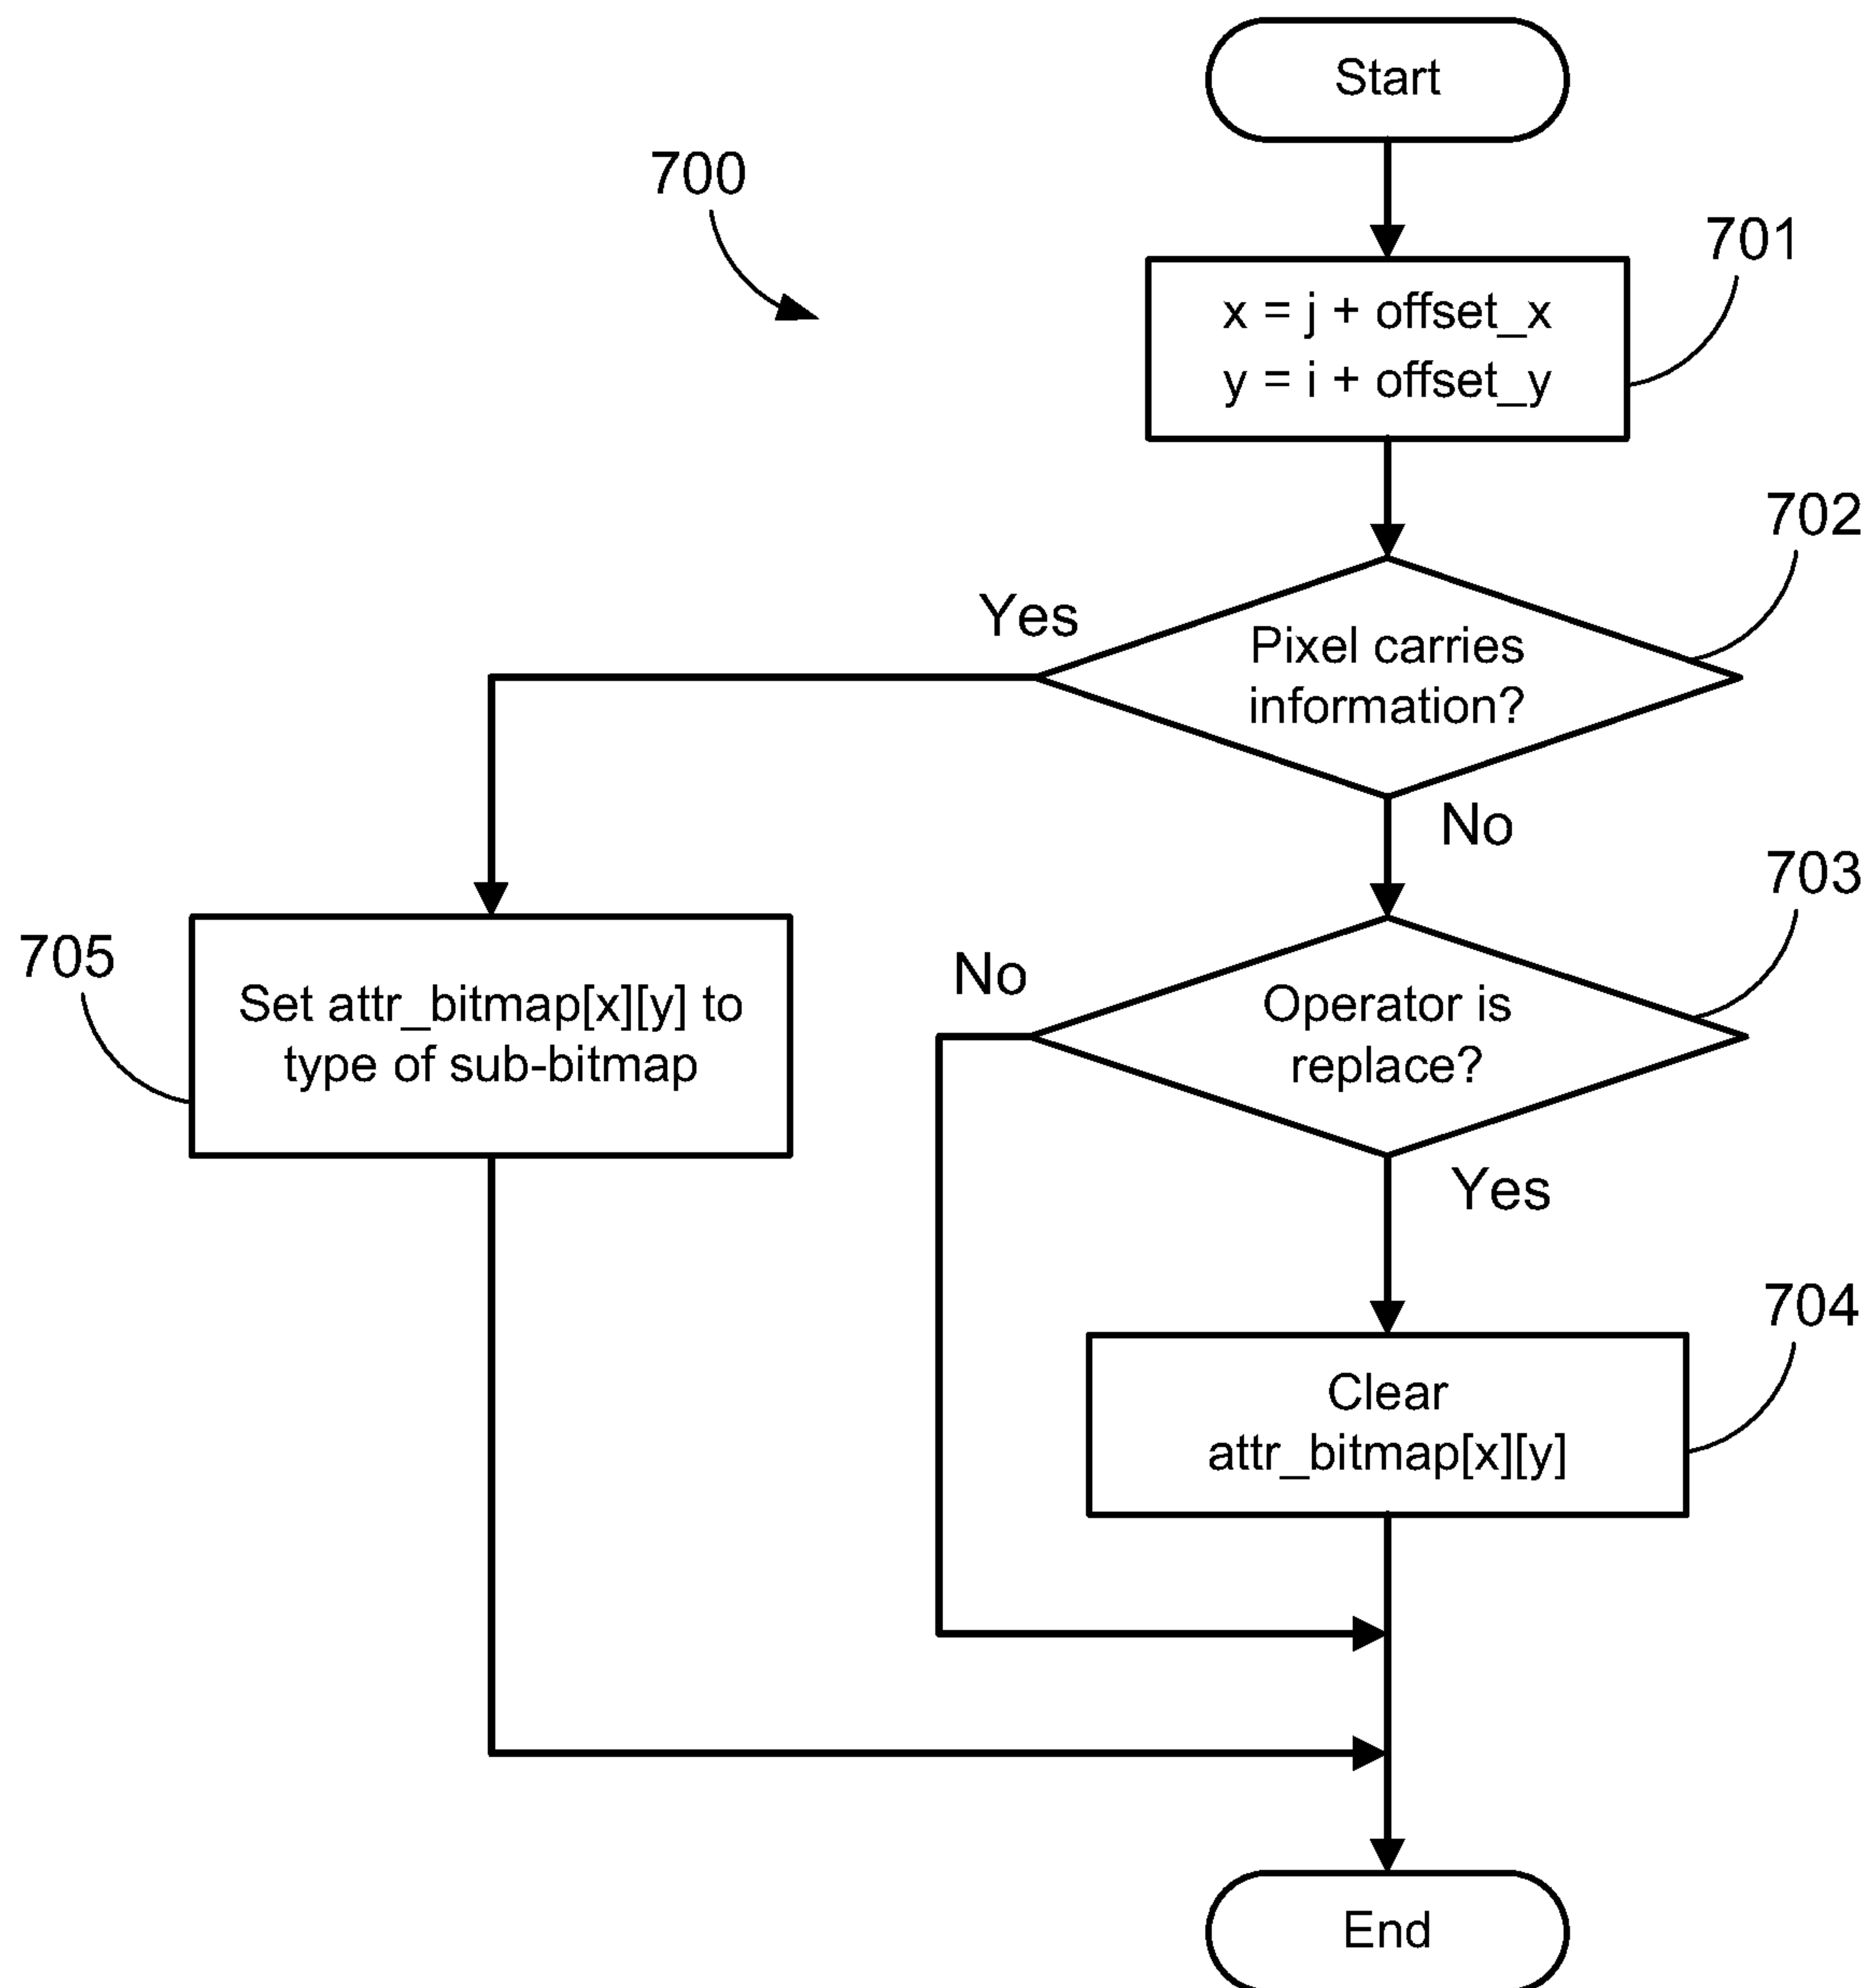 Start
700
701
x = j + offset_x
y = i + offset_y
702
Yes
Pixel carries
information?
No
703
705
No
Set attr_bitmap[x][y] to
type of sub-bitmap
Operator is
replace?
Yes
704
Clear
attr_bitmap[x][y]
End